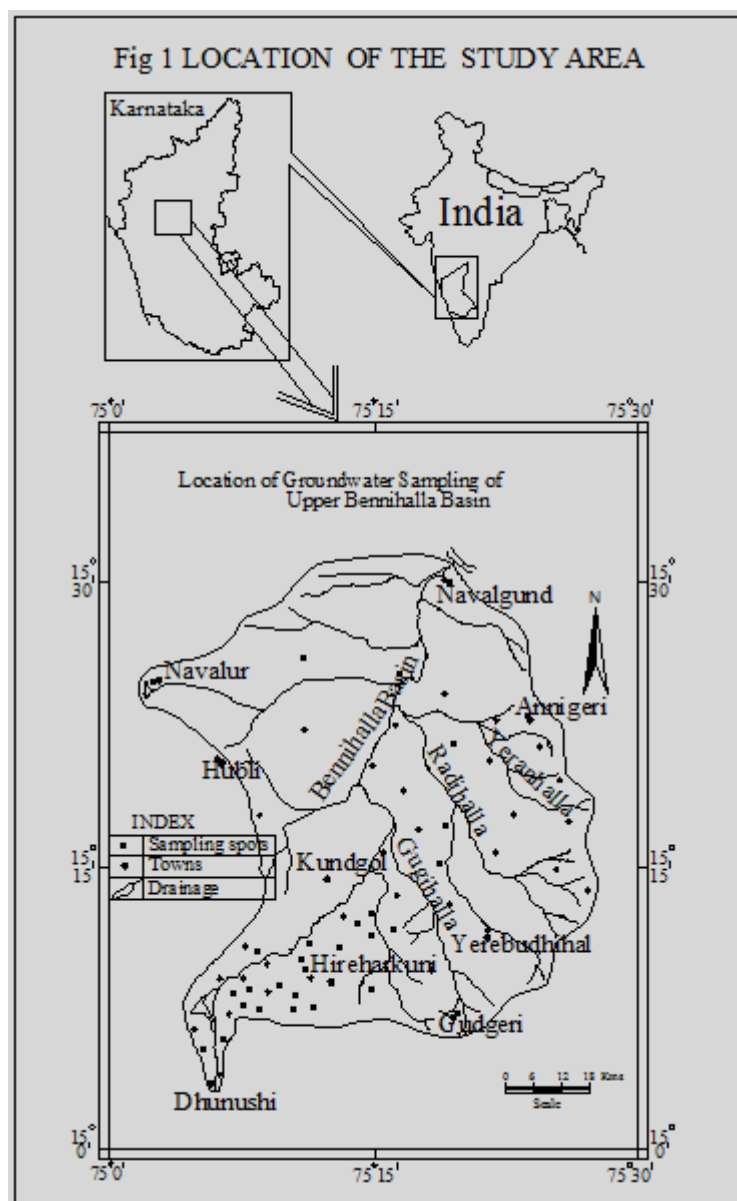 Fig 1 LOCATION OF THE STUDY AREA
Karnataka
India
75°0' 75°15' 75°30'
Location of Groundwater Sampling of
Upper Bennihalla Basin
15° 30' 15° 30'
Navalgund
N
Navalur
Annigeri
Bennihalla Basin
Hubli
Radihalla
Yeranhalla
INDEX
Sampling spots
Towns
Drainage
15° 15' 15° 15'
Kundgol
Gugihalla
Yerebudhihal
Hireharkuni
Gudgeri
0 6 12 18 Kms
Scale
Dhunushi
15° 0' 15° 0'
75°0' 75°15' 75°30'